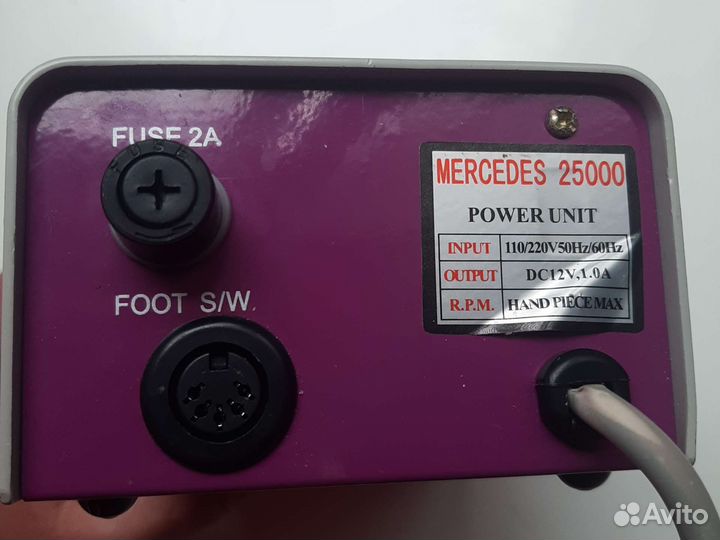 FUSE 2A
FUSE
MERCEDES 25000
POWER UNIT
INPUT 110/220V50Hz/60Hz
OUTPUT DC12V,1.0A
R.P.M. HAND PIECE MAX
FOOT S/W.
Avito